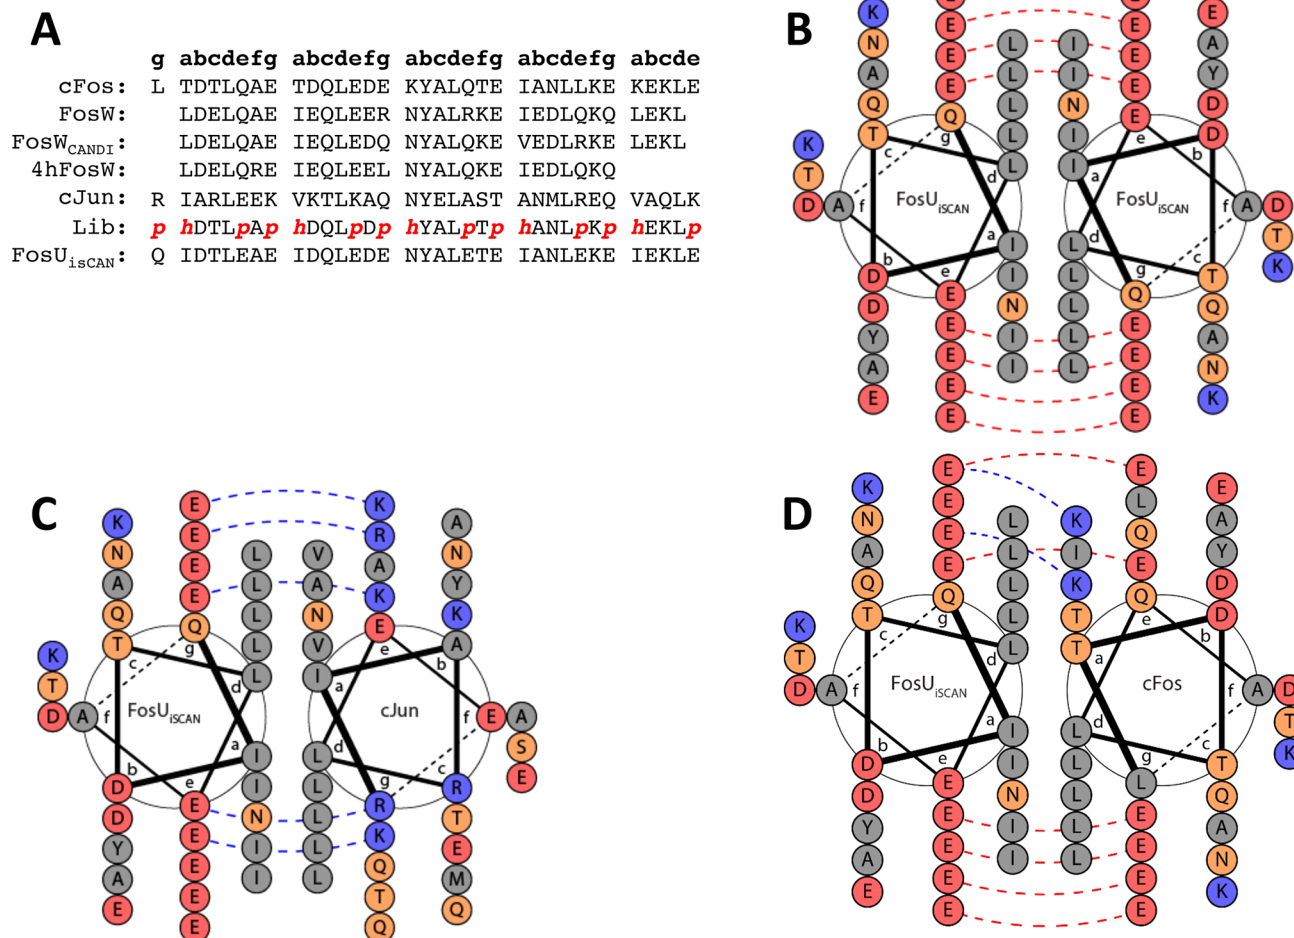 A
g abcdefg abcdefg abcdefg abcdefg abcde
cFos: L TDTLQAE TDQLEDE KYALQTE IANLLKE KEKLE
FosW: LDELQAE IEQLEER NYALRKE IEDLQKQ LEKL
FosWCANDI: LDELQAE IEQLEDQ NYALQKE VEDLRKE LEKL
4hFosW: LDELQRE IEQLEEL NYALQKE IEDLQKQ
cJun: R IARLEEK VKTLKAQ NYELAST ANMLREQ VAQLK
Lib: p hDTLpAp hDQLpDp hYALpTp hANLpKp hEKLp
FosUisCAN: Q IDTLEAE IDQLEDE NYALETE IANLEKE IEKLE
B
K N A Q T
E E E Q
L L L L L
I I N I I
E E E E
E A Y D D
K T D A
FosUiSCAN
FosUiSCAN
A D T K
c g d a e b
f a b e c g d f
D D Y A E
E E E E E
I I N I I
L L L L L
Q E E E E
T Q A N K
C
K N A Q T
E E E E Q
L L L L L
V A N V I
K R A K E
A N Y K A
K T D A
FosUiSCAN
cJun
E A S E
c g d a e b
f a b e c g d f
D D Y A E
E E E E E
I I N I I
L L L L L
R K Q T Q
R T E M Q
D
K N A Q T
E E E E Q
L L L L L
K I K T T
E L Q E Q
E A Y D D
K T D A
FosUiSCAN
cFos
A D T K
c g d a e b
f a b e c g d f
D D Y A E
E E E E E
I I N I I
L L L L L
L E E E E
T Q A N K